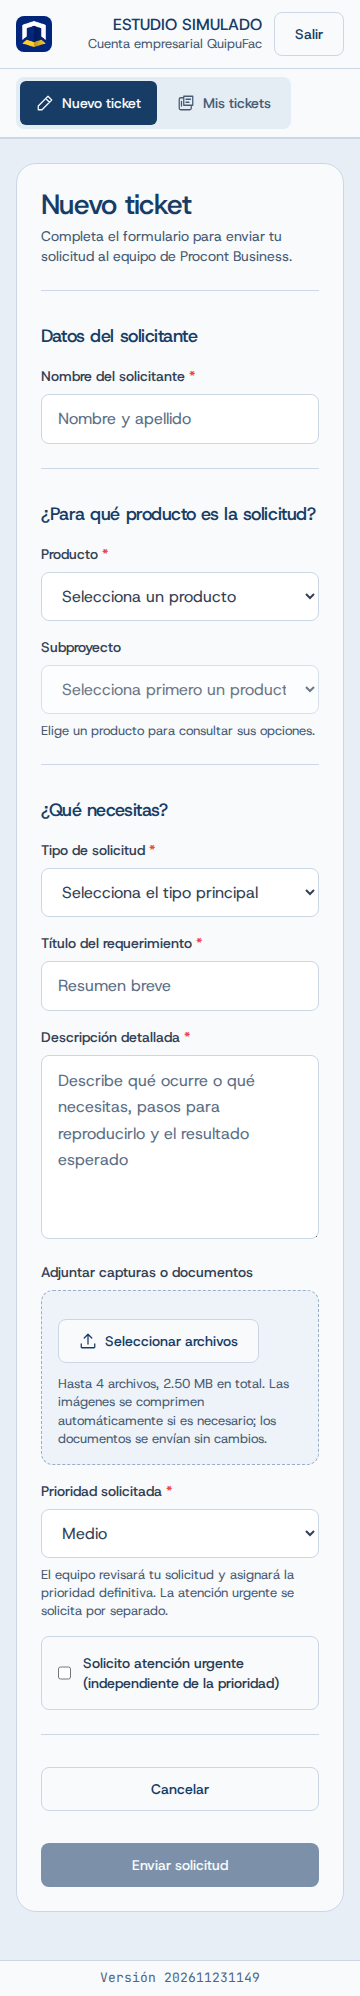 ESTUDIO SIMULADO
Cuenta empresarial QuipuFac
Salir
Nuevo ticket
Mis tickets
Nuevo ticket
Completa el formulario para enviar tu
solicitud al equipo de Procont Business.
Datos del solicitante
Nombre del solicitante *
Nombre y apellido
¿Para qué producto es la solicitud?
Producto *
Selecciona un producto
Subproyecto
Selecciona primero un product
Elige un producto para consultar sus opciones.
¿Qué necesitas?
Tipo de solicitud *
Selecciona el tipo principal
Título del requerimiento *
Resumen breve
Descripción detallada *
Describe qué ocurre o qué
necesitas, pasos para
reproducirlo y el resultado
esperado
Adjuntar capturas o documentos
Seleccionar archivos
Hasta 4 archivos, 2.50 MB en total. Las
imágenes se comprimen
automáticamente si es necesario; los
documentos se envían sin cambios.
Prioridad solicitada *
Medio
El equipo revisará tu solicitud y asignará la
prioridad definitiva. La atención urgente se
solicita por separado.
Solicito atención urgente
(independiente de la prioridad)
Cancelar
Enviar solicitud
Versión 202611231149